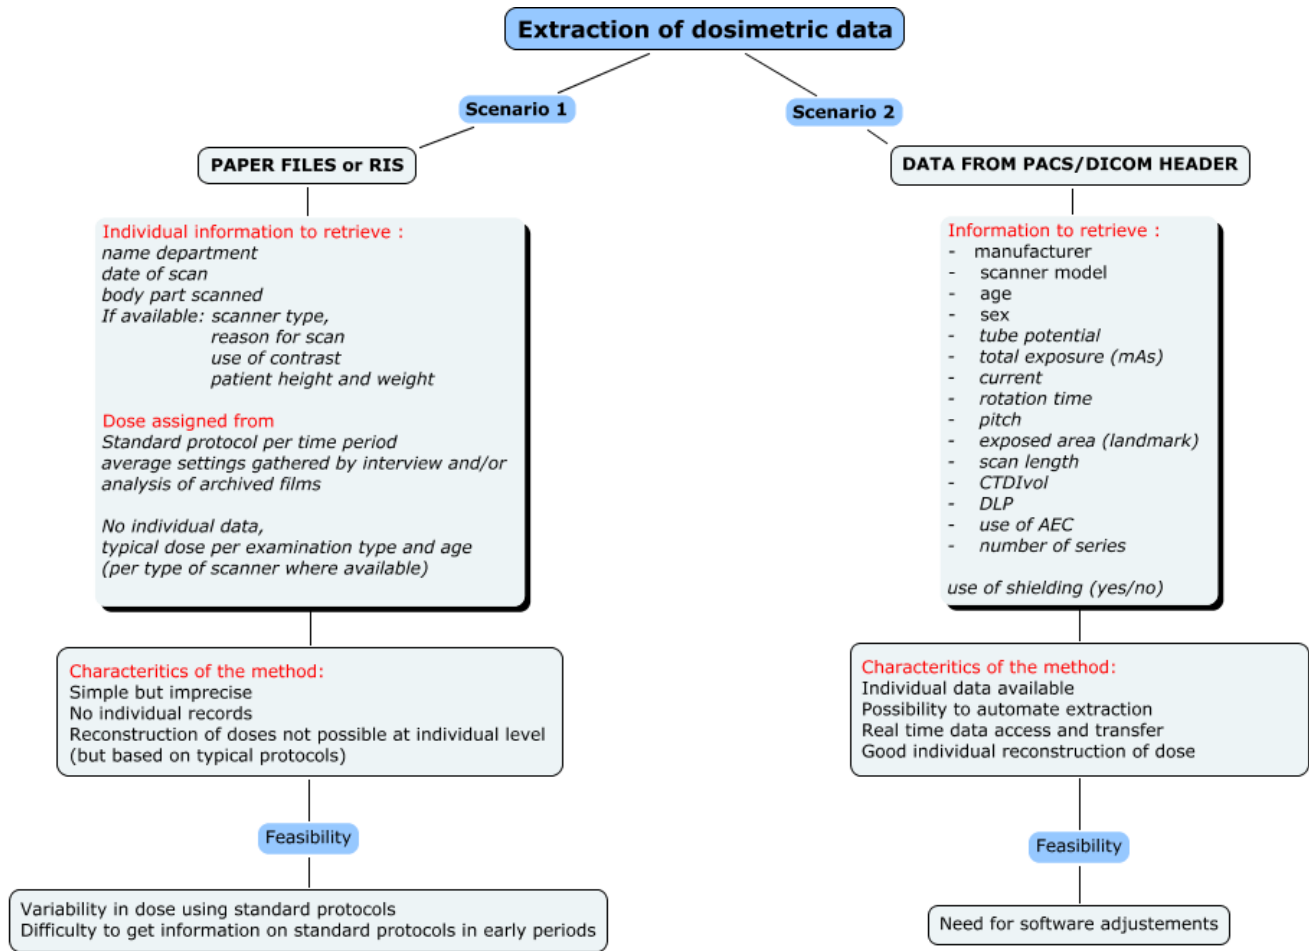 Extraction of dosimetric data
Scenario 1
PAPER FILES or RIS
Individual information to retrieve :
name department
date of scan
body part scanned
If available: scanner type,
reason for scan
use of contrast
patient height and weight
Dose assigned from
Standard protocol per time period
average settings gathered by interview and/or
analysis of archived films
No individual data,
typical dose per examination type and age
(per type of scanner where available)
Characteritics of the method:
Simple but imprecise
No individual records
Reconstruction of doses not possible at individual level
(but based on typical protocols)
Feasibility
Variability in dose using standard protocols
Difficulty to get information on standard protocols in early periods
Scenario 2
DATA FROM PACS/DICOM HEADER
Information to retrieve :
- manufacturer
- scanner model
- age
- sex
- tube potential
- total exposure (mAs)
- current
- rotation time
- pitch
- exposed area (landmark)
- scan length
- CTDIvol
- DLP
- use of AEC
- number of series
use of shielding (yes/no)
Characteritics of the method:
Individual data available
Possibility to automate extraction
Real time data access and transfer
Good individual reconstruction of dose
Feasibility
Need for software adjustements